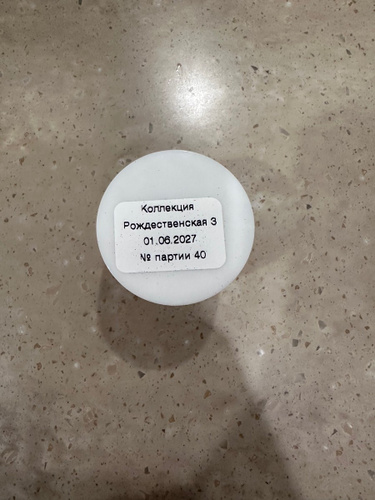 Коллекция
Рождественская 3
01.06.2027
№ партии 40